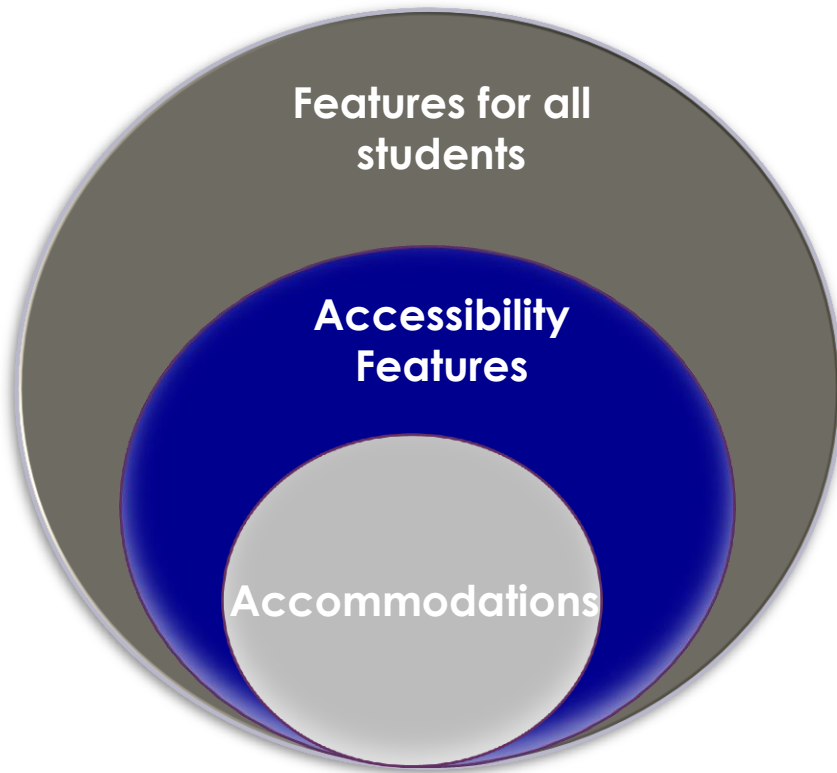 Features for all
students
Accessibility
Features
Accommodations